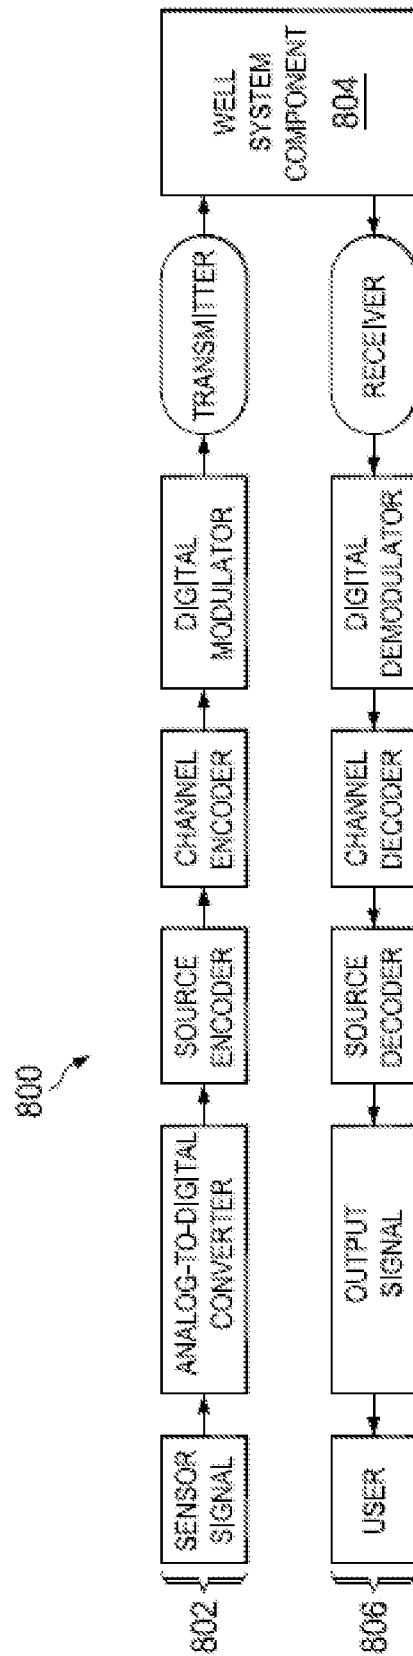 800
802
SENSOR
SIGNAL
ANALOG-TO-DIGITAL
CONVERTER
SOURCE
ENCODER
CHANNEL
ENCODER
DIGITAL
MODULATOR
TRANSMITTER
WELL
SYSTEM
COMPONENT
804
806
USER
OUTPUT
SIGNAL
SOURCE
DECODER
CHANNEL
DECODER
DIGITAL
DEMODULATOR
RECEIVER